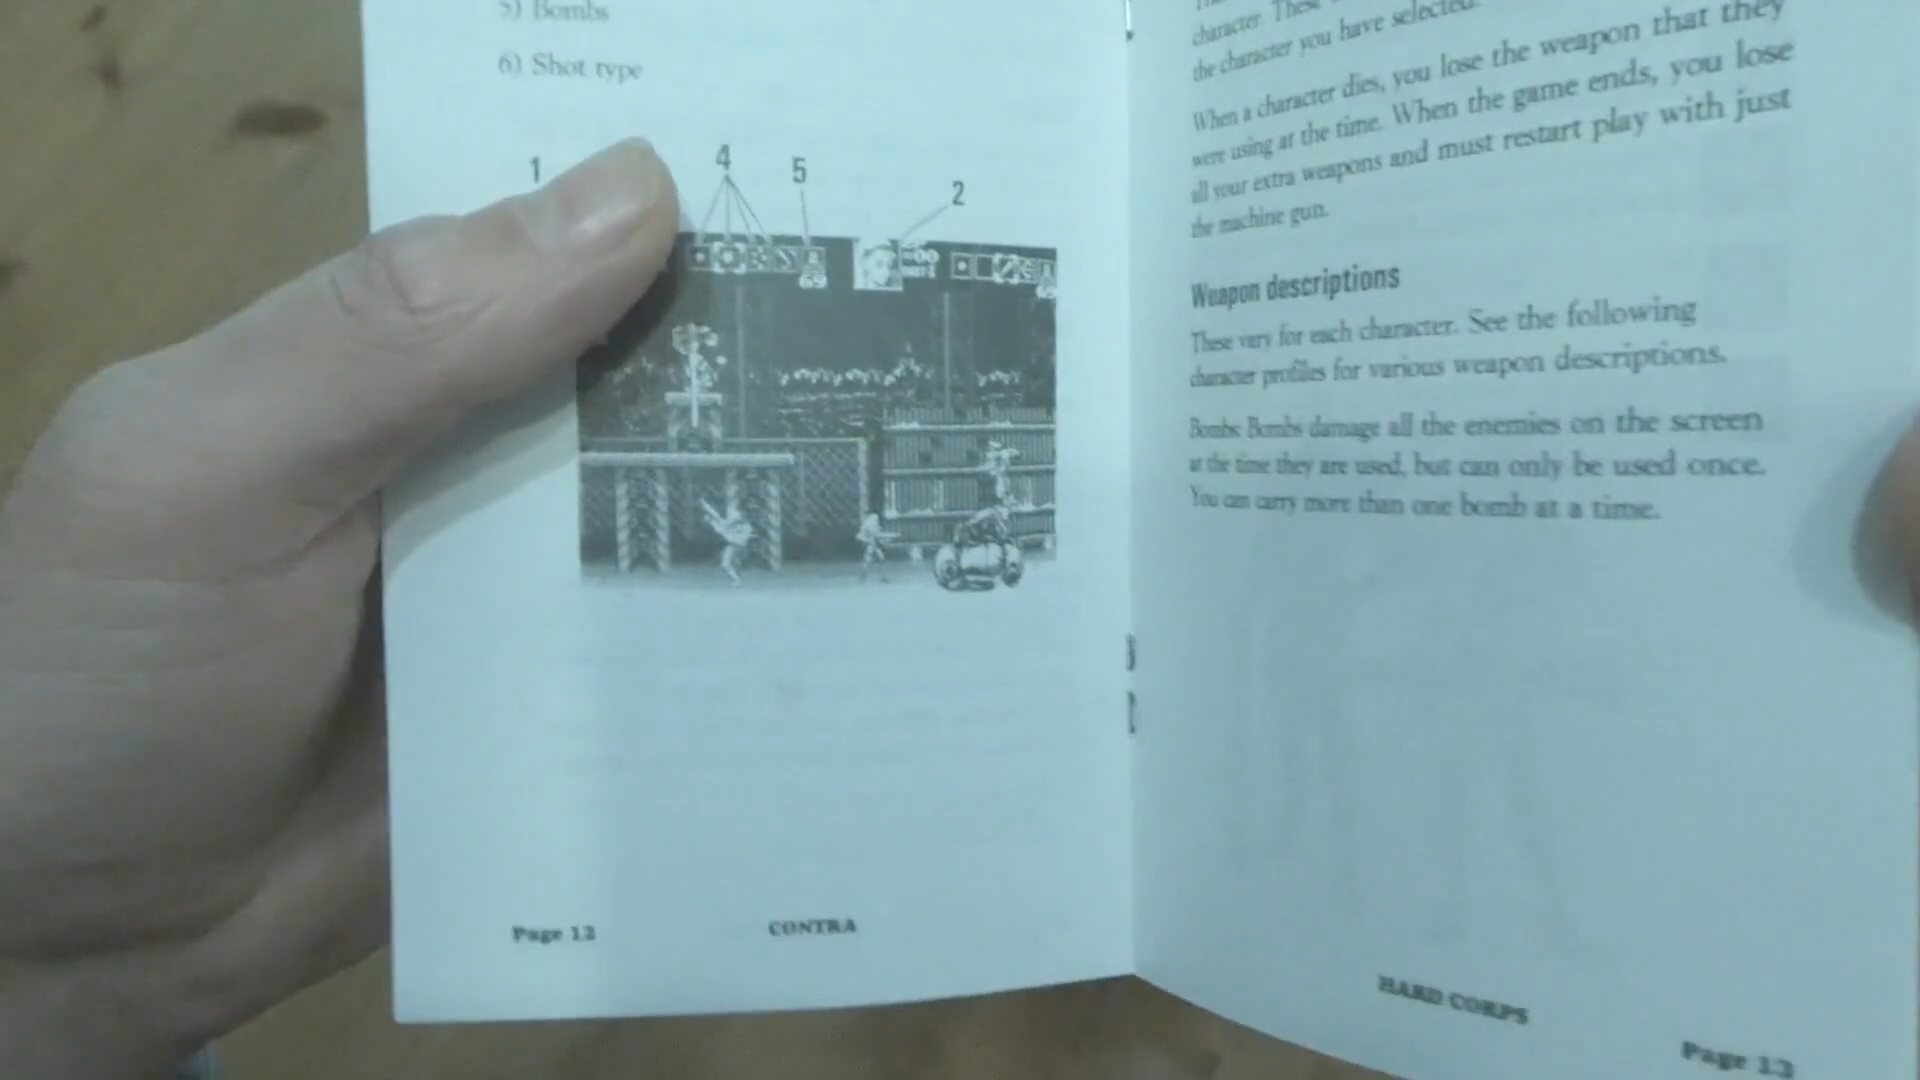 5) Bombs
6) Shot type
1
4
5
2
69
Page 12
CONTRA
character. These
the character you have selected.
When a character dies, you lose the weapon that they
were using at the time. When the game ends, you lose
all your extra weapons and must restart play with just
the machine gun.
Weapon descriptions
These vary for each character. See the following
character profiles for various weapon descriptions.
Bombs: Bombs damage all the enemies on the screen
at the time they are used, but can only be used once.
You can carry more than one bomb at a time.
HARD CORPS
Page 13